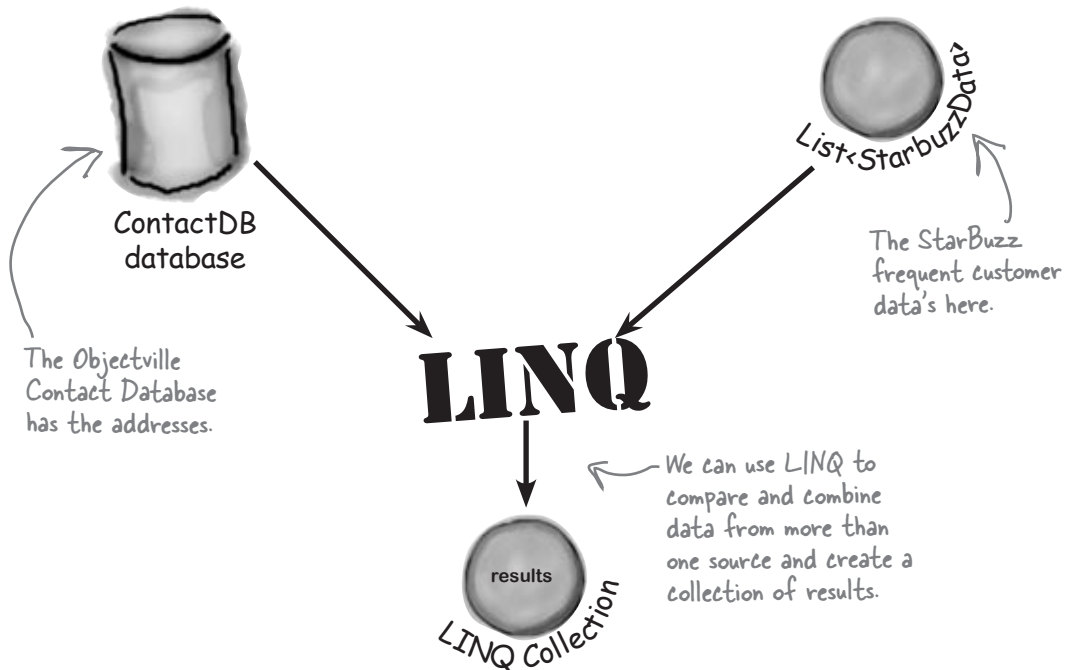 List<StarbuzzData>
ContactDB
database
The StarBuzz
frequent customer
data's here.
The Objectville
Contact Database
has the addresses.
LINQ
We can use LINQ to
compare and combine
data from more than
one source and create a
collection of results.
results
LINQ Collection